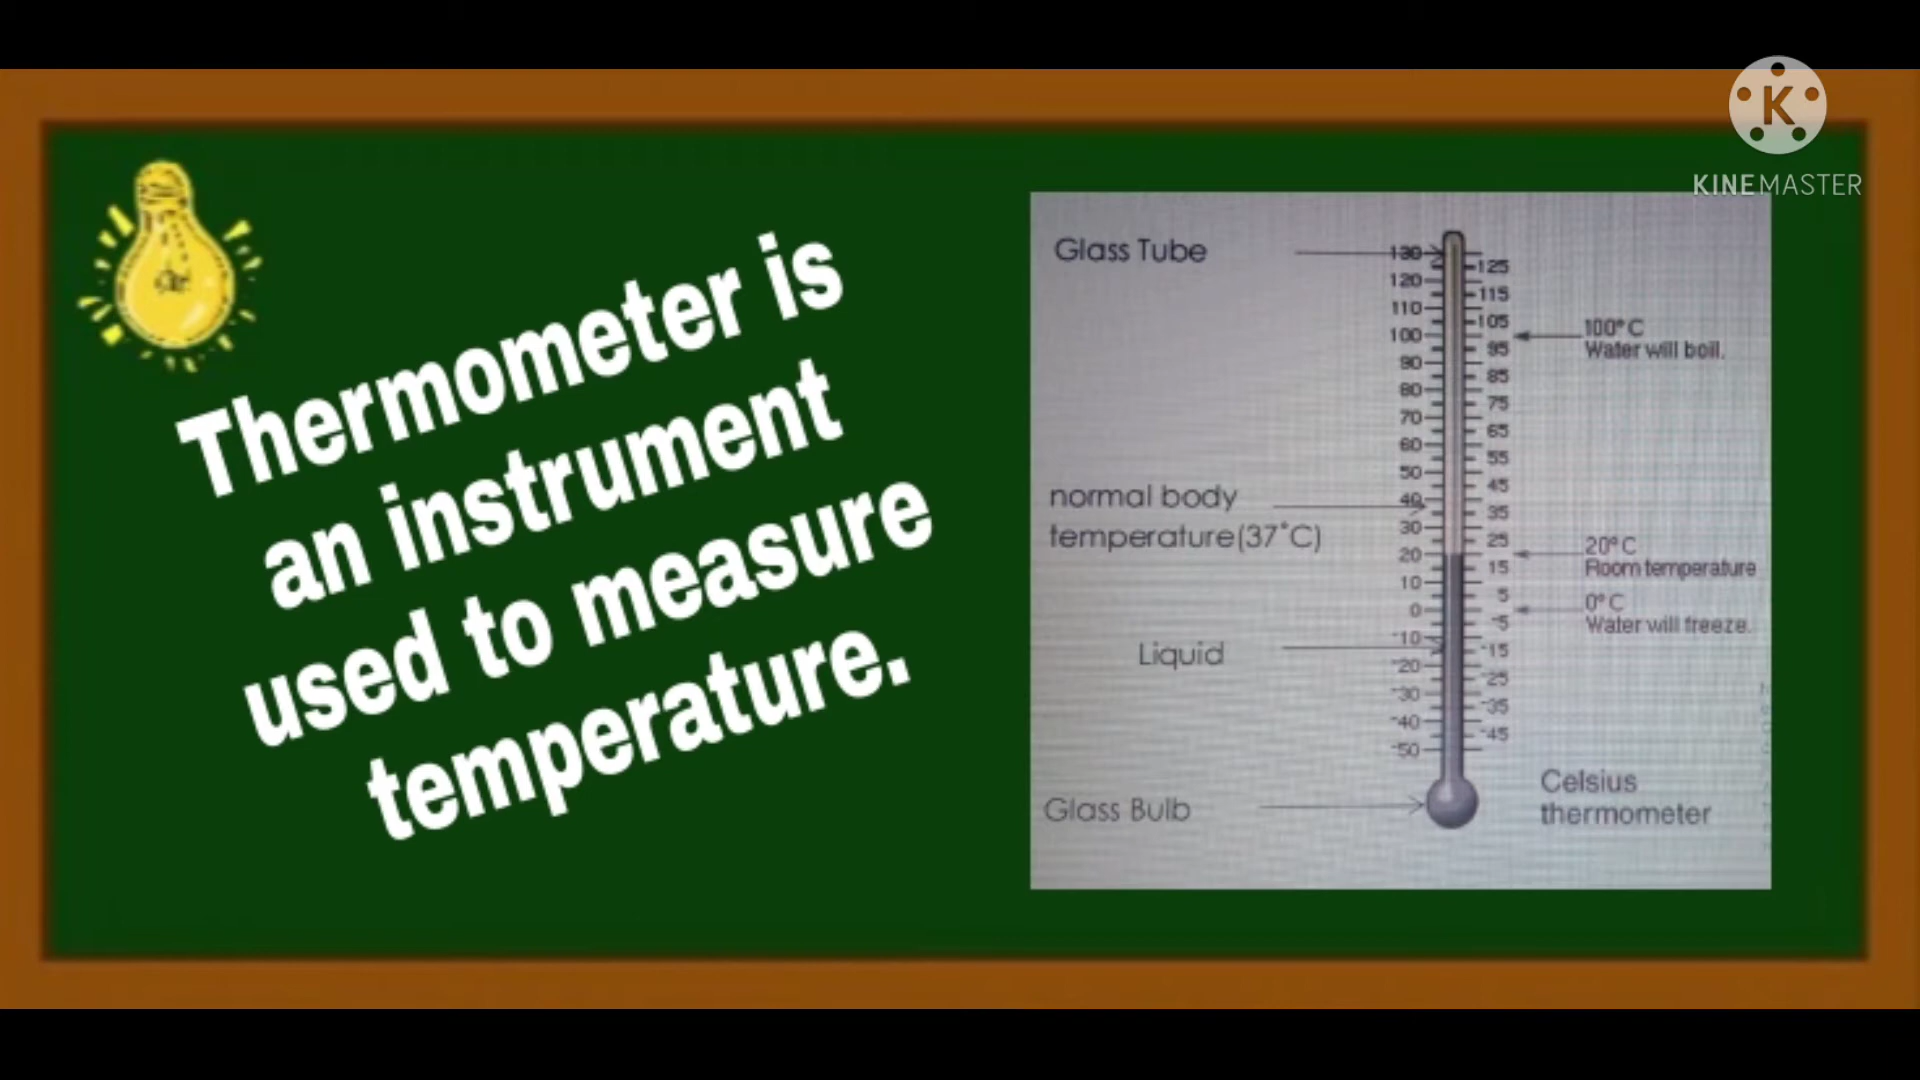 KINEMASTER
Thermometer is
an instrument
used to measure
temperature.
Glass Tube
normal body
temperature(37°C)
Liquid
Glass Bulb
130
120
110
100
90
80
70
60
50
40
30
20
10
0
-10
-20
-30
-40
-50
125
115
105
95
85
75
65
55
45
35
25
15
5
-5
-15
-25
-35
-45
100°C
Water will boil.
20°C
Room temperature
0°C
Water will freeze.
Celsius
thermometer